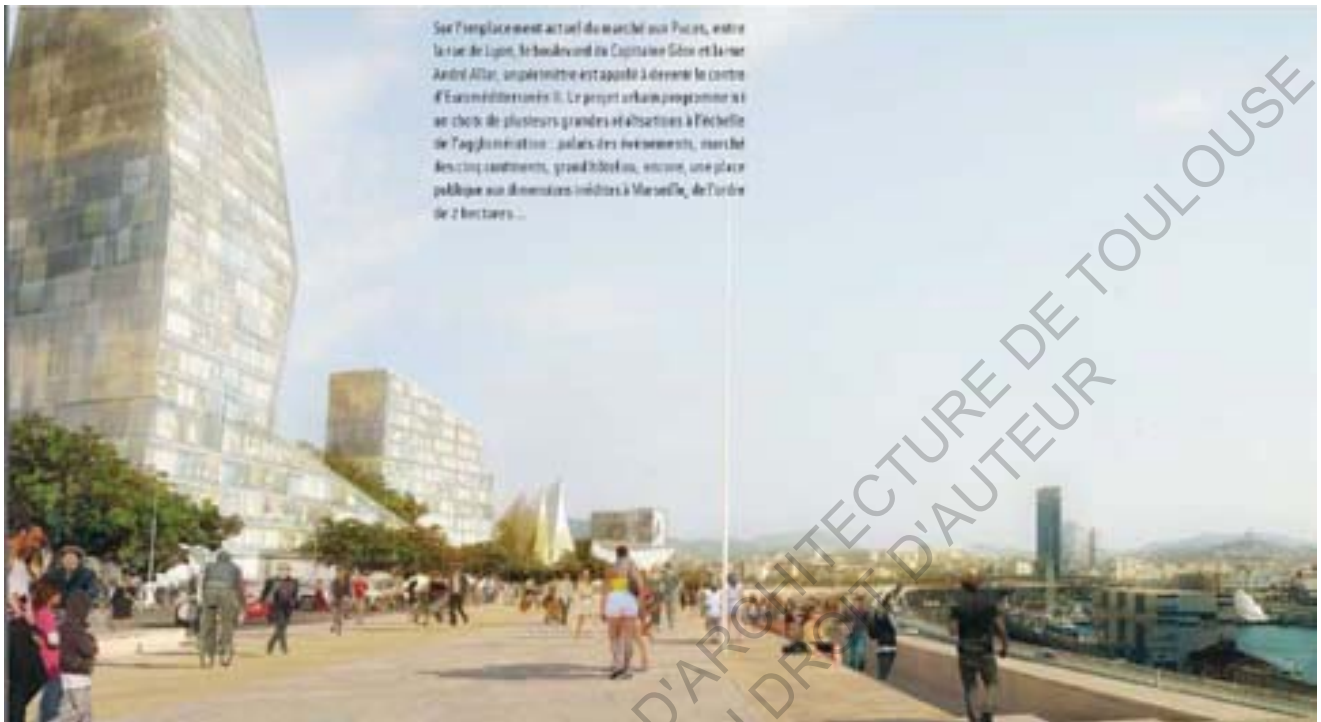 Sur l'emplacement actuel du marché aux Puces, entre
la rue de Lyon, le boulevard du Capitaine Gèze et la rue
André Allar, un périmètre est appelé à devenir le centre
d'Euroméditerranée II. Le projet urbain programme ici
un choix de plusieurs grandes réalisations à l'échelle
de l'agglomération : palais des événements, marché
des cinq continents, grand hôtel ou, encore, une place
publique aux dimensions inédites à Marseille, de l'ordre
de 2 hectares...
D'ARCHITECTURE DE TOULOUSE
DROIT D'AUTEUR